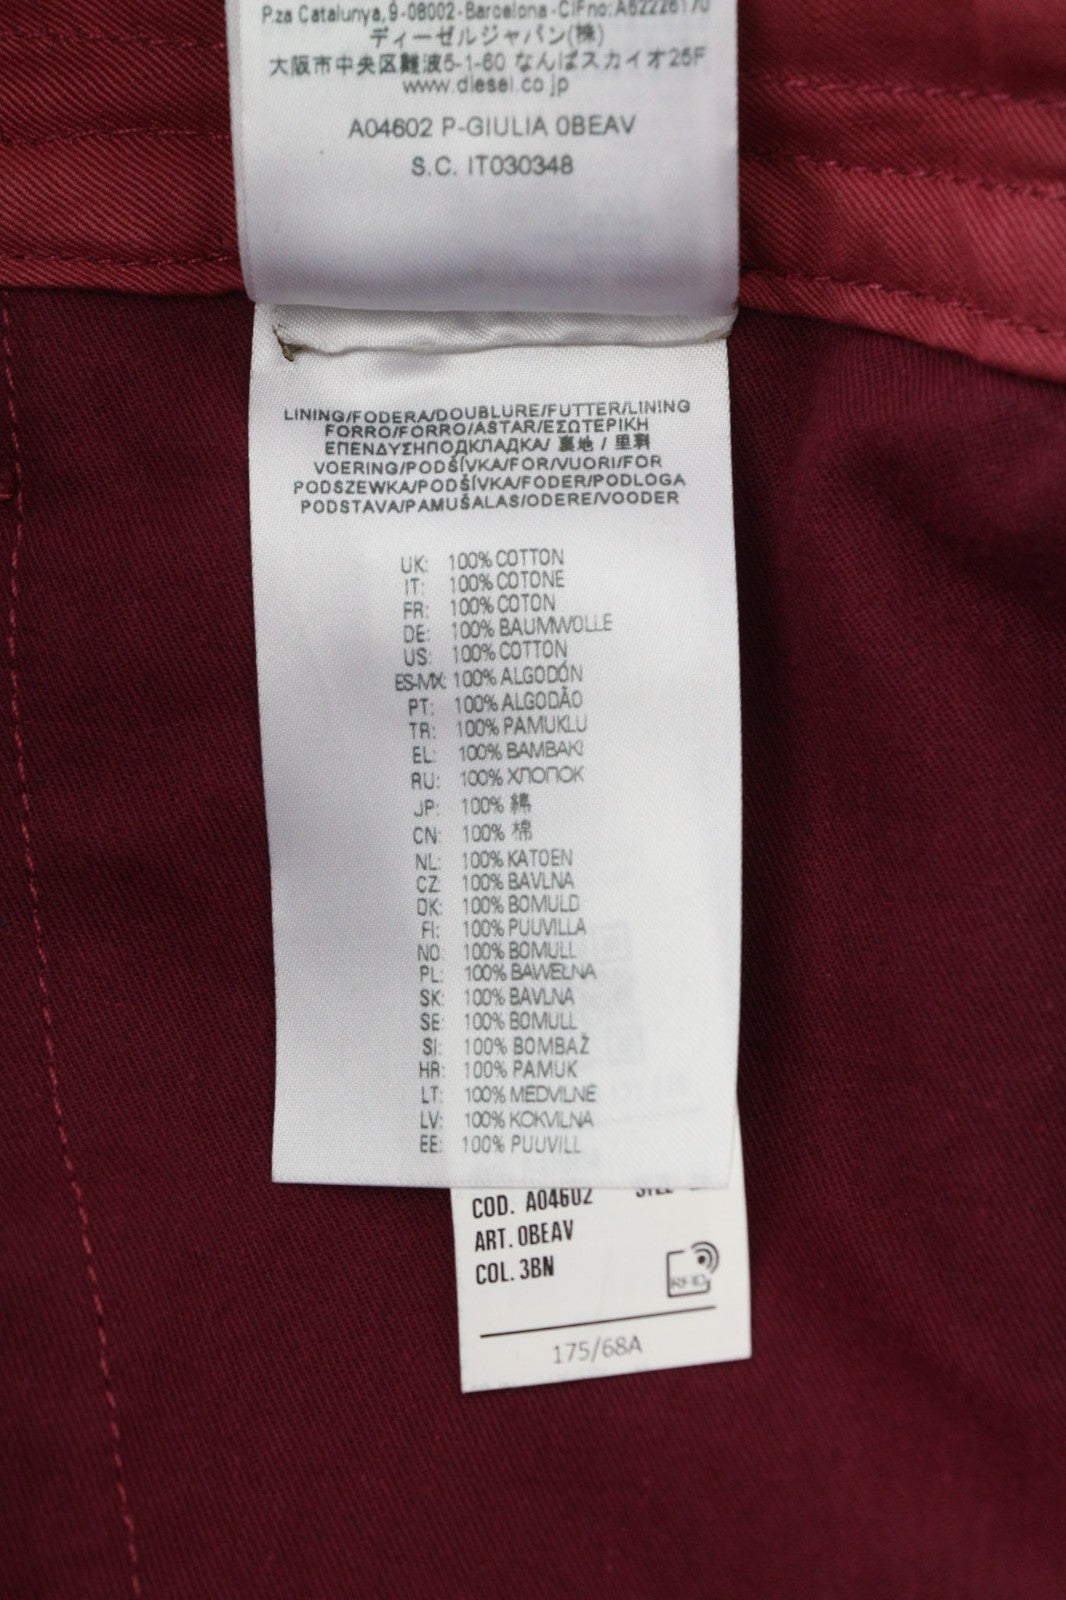 P.za Catalunya, 9-08002-Barcelona-CIFno:A62226170
ディーゼルジャパン(株)
大阪市中央区難波5-1-60 なんばスカイオ25F
www.diesel.co.jp
A04602 P-GIULIA 0BEAV
S.C. IT030348
LINING/FODERA/DOUBLURE/FUTTER/LINING
FORRO/FORRO/ASTAR/ΕΣΩΤΕΡΙΚΗ
ΕΠΕΝΔΥΣΗПОДКЛАДКА/ 裏地 / 里料
VOERING/PODŠÍVKA/FOR/VUORI/FOR
PODSZEWKA/PODŠÍVKA/FODER/PODLOGA
PODSTAVA/PAMUŠALAS/ODERE/VOODER
UK: 100% COTTON
IT: 100% COTONE
FR: 100% COTON
DE: 100% BAUMWOLLE
US: 100% COTTON
ES-MX: 100% ALGODÓN
PT: 100% ALGODÃO
TR: 100% PAMUKLU
EL: 100% BAMBAKI
RU: 100% ХЛОПОК
JP: 100% 綿
CN: 100% 棉
NL: 100% KATOEN
CZ: 100% BAVLNA
DK: 100% BOMULD
FI: 100% PUUVILLA
NO: 100% BOMULL
PL: 100% BAWEŁNA
SK: 100% BAVLNA
SE: 100% BOMULL
SI: 100% BOMBAŽ
HR: 100% PAMUK
LT: 100% MEDVILNE
LV: 100% KOKVILNA
EE: 100% PUUVILL
COD. A04602
ART. 0BEAV
COL. 3BN
RFID
175/68A